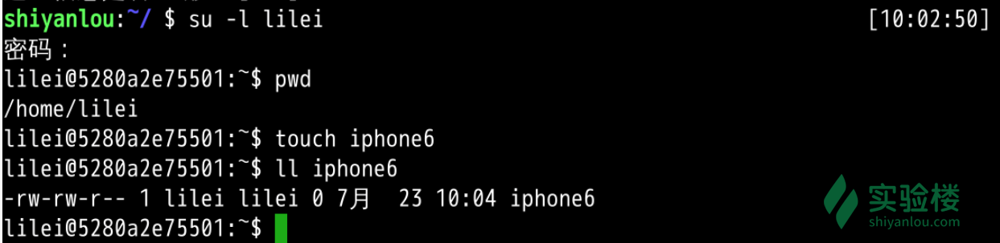 shiyanlou:~/ $ su -l lilei [10:02:50]
密码：
lilei@5280a2e75501:~$ pwd
/home/lilei
lilei@5280a2e75501:~$ touch iphone6
lilei@5280a2e75501:~$ ll iphone6
-rw-rw-r-- 1 lilei lilei 0 7月  23 10:04 iphone6
lilei@5280a2e75501:~$
实验楼
shiyanlou.com